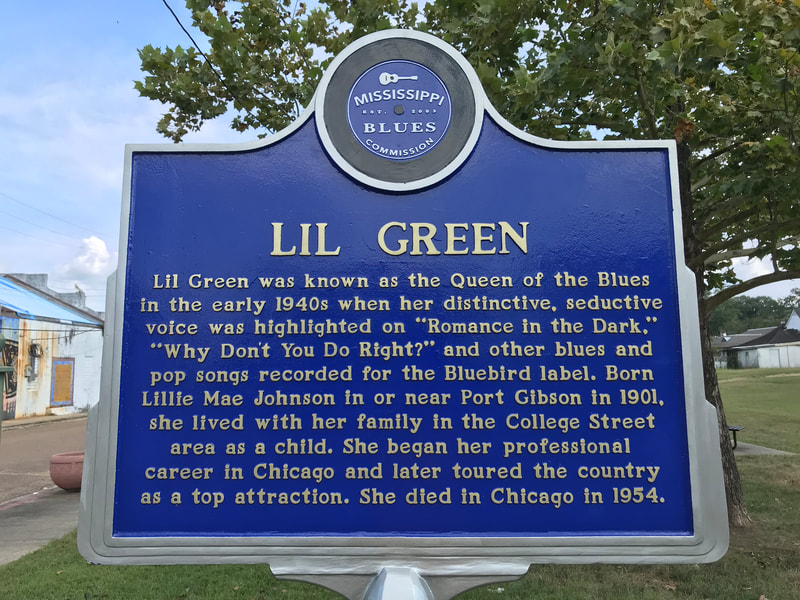 MISSISSIPPI
EST. 2003
BLUES
COMMISSION
LIL GREEN
Lil Green was known as the Queen of the Blues
in the early 1940s when her distinctive, seductive
voice was highlighted on “Romance in the Dark,”
“Why Don't You Do Right?” and other blues and
pop songs recorded for the Bluebird label. Born
Lillie Mae Johnson in or near Port Gibson in 1901,
she lived with her family in the College Street
area as a child. She began her professional
career in Chicago and later toured the country
as a top attraction. She died in Chicago in 1954.